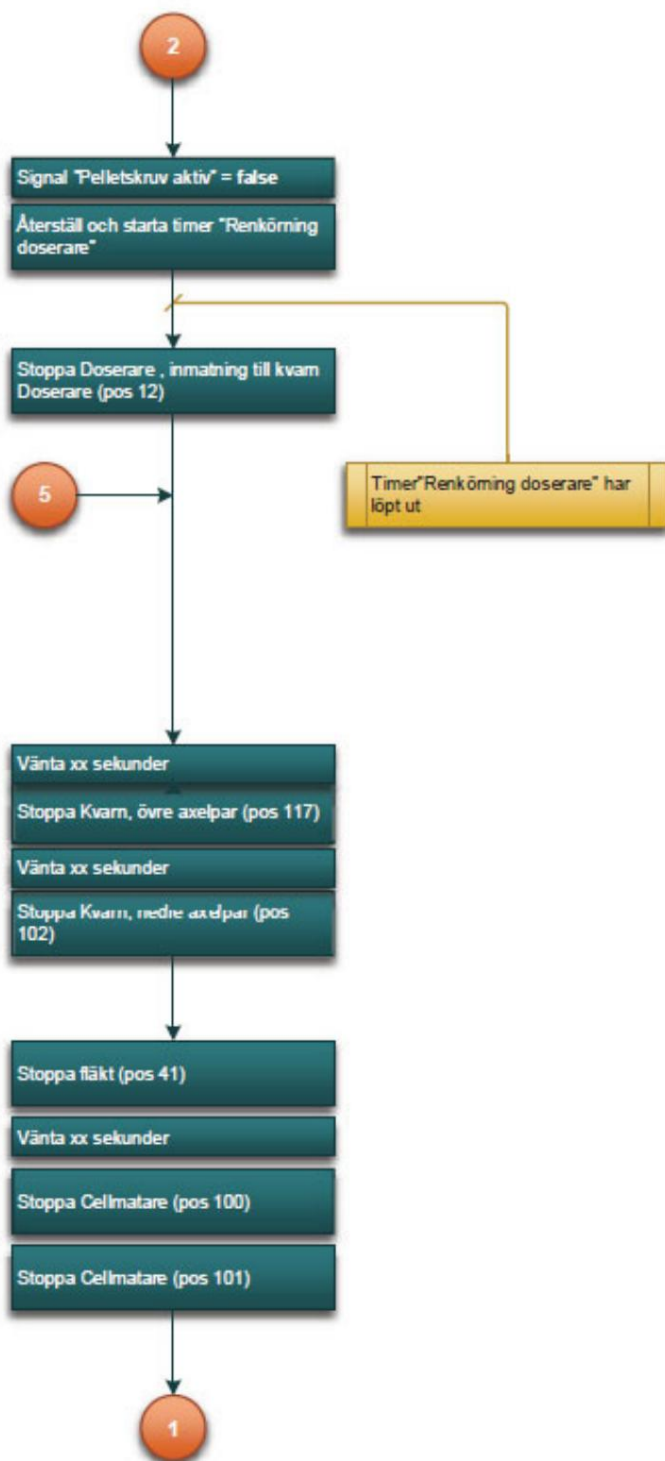 2
Signal "Pelletskruv aktiv" = false
Återställ och starta timer "Renkörning
doserare"
Stoppa Doserare , inmatning till kvarn
Doserare (pos 12)
5
Timer"Renkörning doserare" har
löpt ut
Vänta xx sekunder
Stoppa Kvarn, övre axelpar (pos 117)
Vänta xx sekunder
Stoppa Kvarn, nedre axelpar (pos
102)
Stoppa fläkt (pos 41)
Vänta xx sekunder
Stoppa Cellmatare (pos 100)
Stoppa Cellmatare (pos 101)
1